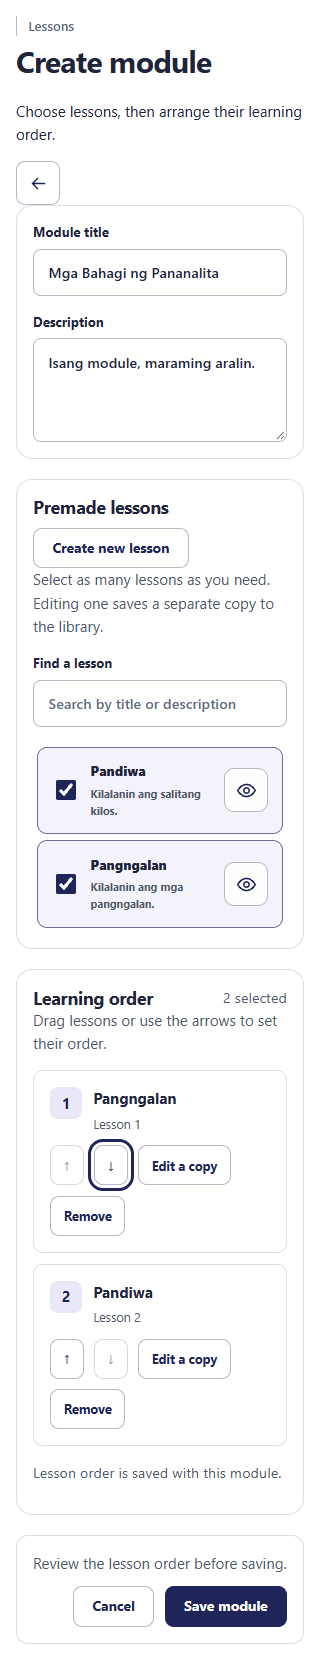 Lessons
Create module
Choose lessons, then arrange their learning
order.
←
Module title
Mga Bahagi ng Pananalita
Description
Isang module, maraming aralin.
Premade lessons
Create new lesson
Select as many lessons as you need.
Editing one saves a separate copy to
the library.
Find a lesson
Search by title or description
Pandiwa
Kilalanin ang salitang
kilos.
Pangngalan
Kilalanin ang mga
pangngalan.
Learning order 2 selected
Drag lessons or use the arrows to set
their order.
1 Pangngalan
Lesson 1
↑ ↓ Edit a copy
Remove
2 Pandiwa
Lesson 2
↑ ↓ Edit a copy
Remove
Lesson order is saved with this module.
Review the lesson order before saving.
Cancel Save module